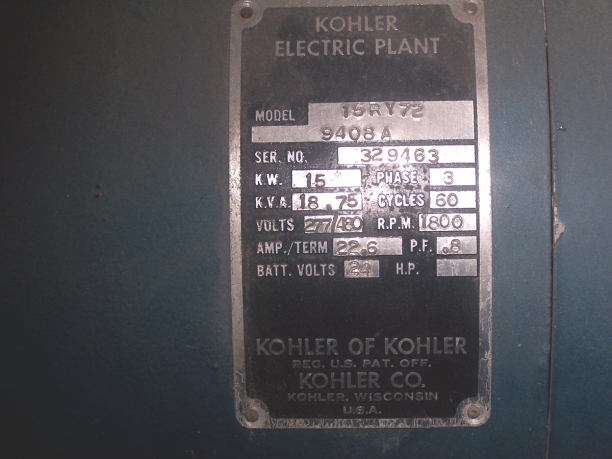 KOHLER
ELECTRIC PLANT
MODEL 15RY72
9408A
SER. NO. 329463
K.W. 15 PHASE 3
K.V.A. 18.75 CYCLES 60
VOLTS 277/480 R.P.M. 1800
AMP./TERM 22.6 P.F. .8
BATT. VOLTS 24 H.P.
KOHLER OF KOHLER
REG. U.S. PAT. OFF.
KOHLER CO.
KOHLER, WISCONSIN
U.S.A.